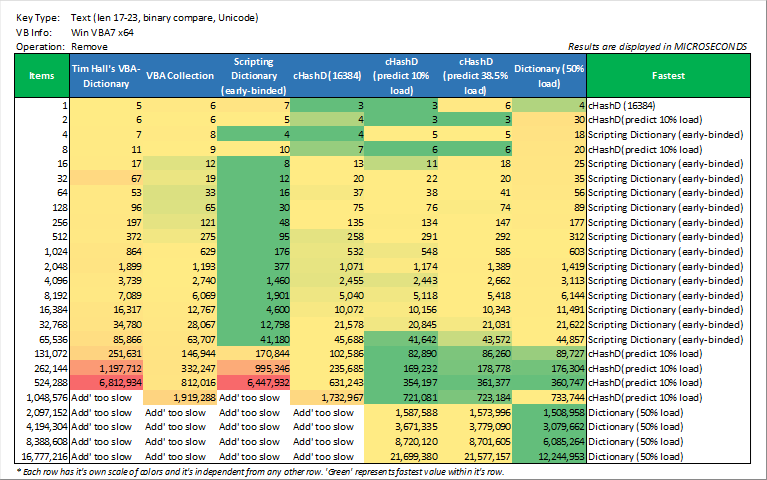 Key Type: Text (len 17-23, binary compare, Unicode)
VB Info: Win VBA7 x64
Operation: Remove
Results are displayed in MICROSECONDS
Items Tim Hall's VBA-Dictionary VBA Collection Scripting Dictionary (early-binded) cHashD (16384) cHashD (predict 10% load) cHashD (predict 38.5% load) Dictionary (50% load) Fastest
1 5 6 7 3 3 6 4 cHashD (16384)
2 6 6 5 4 3 3 30 cHashD(predict 10% load)
4 7 8 4 4 5 5 18 Scripting Dictionary (early-binded)
8 11 9 10 7 6 6 20 cHashD(predict 10% load)
16 17 12 8 13 11 18 25 Scripting Dictionary (early-binded)
32 67 19 12 20 22 20 35 Scripting Dictionary (early-binded)
64 53 33 16 37 38 41 56 Scripting Dictionary (early-binded)
128 96 65 30 75 76 74 89 Scripting Dictionary (early-binded)
256 197 121 48 135 134 147 177 Scripting Dictionary (early-binded)
512 372 275 95 258 291 292 312 Scripting Dictionary (early-binded)
1,024 864 629 176 532 548 585 603 Scripting Dictionary (early-binded)
2,048 1,899 1,193 377 1,071 1,174 1,389 1,419 Scripting Dictionary (early-binded)
4,096 3,739 2,740 1,460 2,455 2,443 2,662 3,113 Scripting Dictionary (early-binded)
8,192 7,089 6,069 1,901 5,040 5,118 5,418 6,144 Scripting Dictionary (early-binded)
16,384 16,317 12,767 4,600 10,072 10,156 10,343 11,491 Scripting Dictionary (early-binded)
32,768 34,780 28,067 12,798 21,578 20,845 21,031 21,622 Scripting Dictionary (early-binded)
65,536 85,866 63,707 41,180 45,688 41,642 43,572 44,857 Scripting Dictionary (early-binded)
131,072 251,631 146,944 170,844 102,586 82,890 86,260 89,727 cHashD(predict 10% load)
262,144 1,197,712 332,247 995,346 235,685 169,232 178,778 176,304 cHashD(predict 10% load)
524,288 6,812,934 812,016 6,447,932 631,243 354,197 361,377 360,747 cHashD(predict 10% load)
1,048,576 Add' too slow 1,919,288 Add' too slow 1,732,967 721,081 723,184 733,744 cHashD(predict 10% load)
2,097,152 Add' too slow Add' too slow Add' too slow Add' too slow 1,587,588 1,573,996 1,508,958 Dictionary (50% load)
4,194,304 Add' too slow Add' too slow Add' too slow Add' too slow 3,671,335 3,779,090 3,079,662 Dictionary (50% load)
8,388,608 Add' too slow Add' too slow Add' too slow Add' too slow 8,720,120 8,701,605 6,085,264 Dictionary (50% load)
16,777,216 Add' too slow Add' too slow Add' too slow Add' too slow 21,699,380 21,577,157 12,244,953 Dictionary (50% load)
* Each row has it's own scale of colors and it's independent from any other row. 'Green' represents fastest value within it's row.